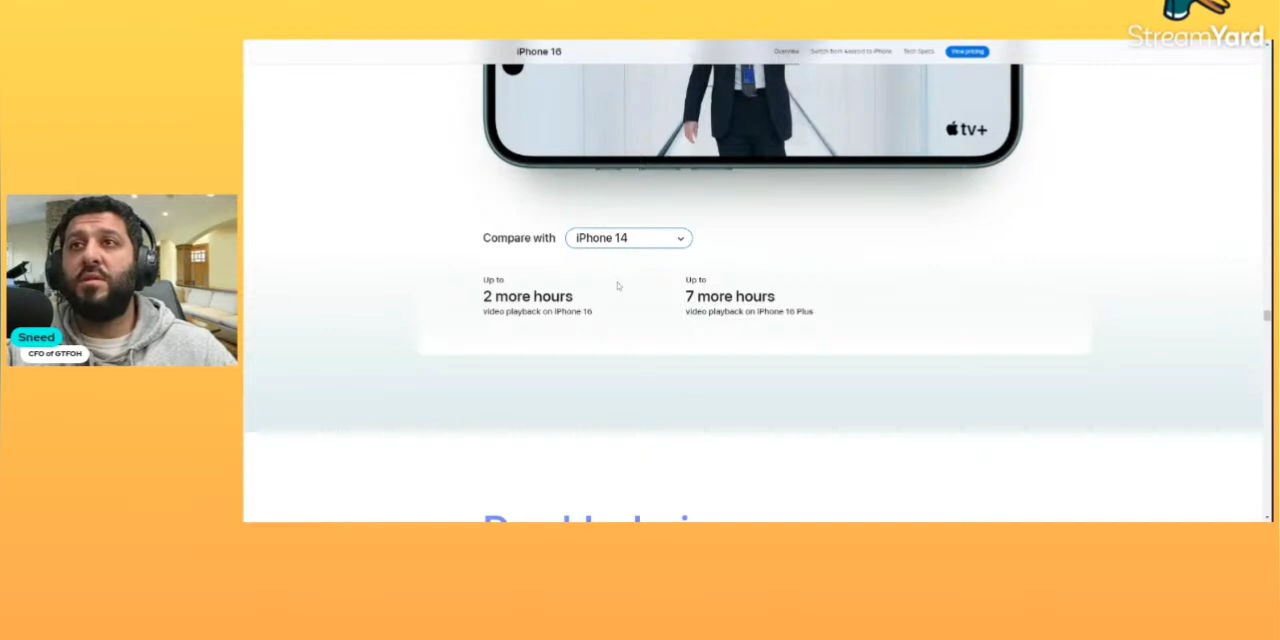 StreamYard
iPhone 16
Overview Switch from Android to iPhone Tech Specs View pricing
tv+
Compare with iPhone 14
Up to
2 more hours
video playback on iPhone 16
Up to
7 more hours
video playback on iPhone 16 Plus
Sneed
CFO of GTFOH